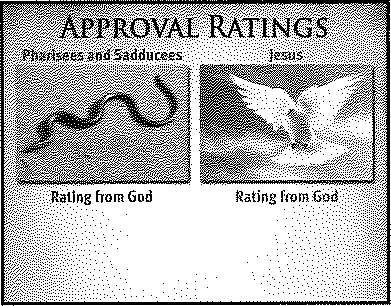 APPROVAL RATINGS
Pharisees and Sadducees Jesus
Rating from God Rating from God